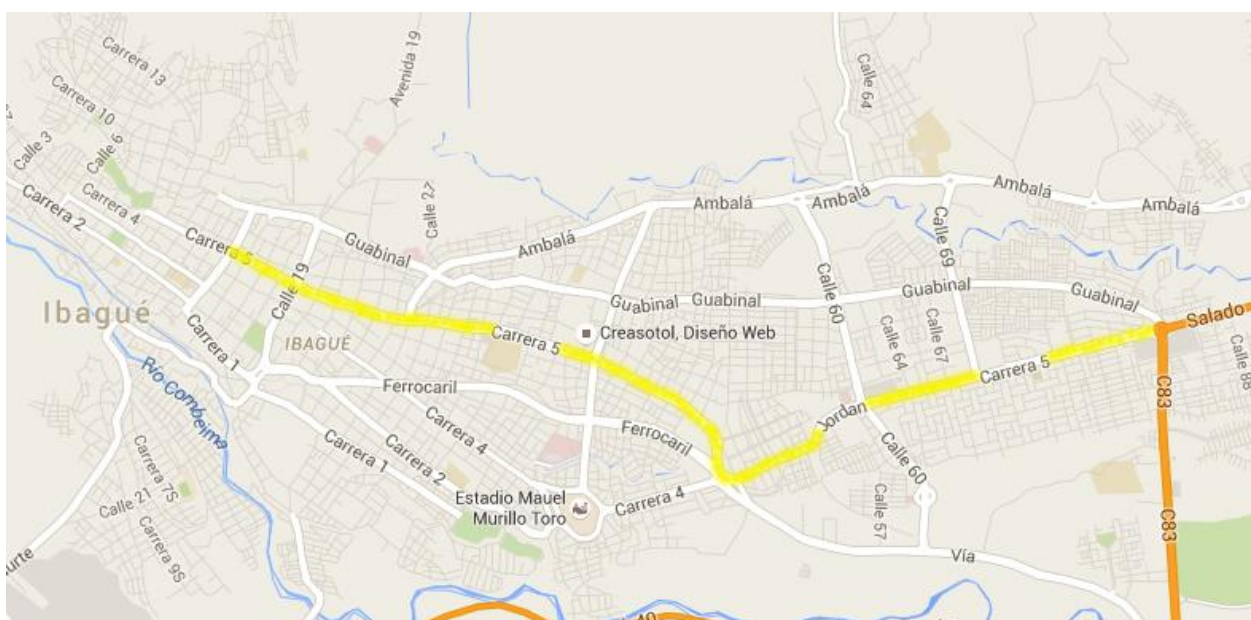 Carrera 13
Avenida 19
Calle 64
Carrera 10
Calle 6
Calle 3
Carrera 4
Carrera 2
Carrera 5
Calle 27
Guabinal
Ambalá
Ambalá
Ambalá
Ambalá
Ambalá
Calle 69
Calle 19
Calle 60
Guabinal
Guabinal
Guabinal
Guabinal
Salado
Ibagué
IBAGUÉ
Carrera 5
Creasotol, Diseño Web
Calle 64
Calle 67
Carrera 5
Calle 88
Carrera 1
Río Combeima
Ferrocaril
Jordan
C83
Ferrocaril
Carrera 4
Carrera 1
Carrera 2
Calle 60
Carrera 7S
Calle 21
Carrera 9S
Estadio Mauel
Murillo Toro
Carrera 4
Calle 57
C83
Vía